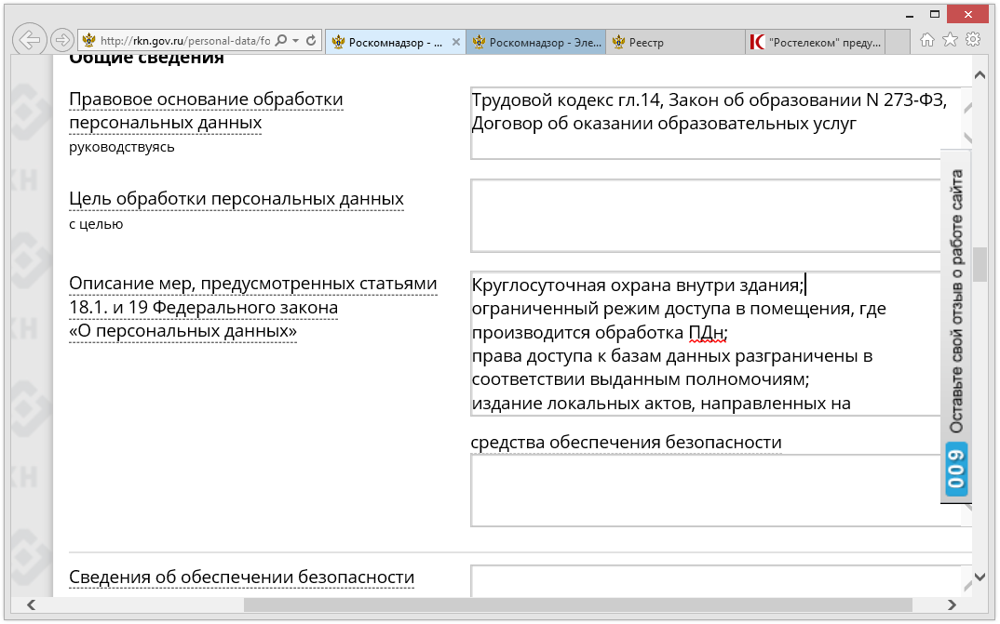 http://rkn.gov.ru/personal-data/fo
Роскомнадзор - ...
Роскомнадзор - Эле...
Реестр
"Ростелеком" преду...
Общие сведения
Правовое основание обработки
персональных данных
руководствуясь
Трудовой кодекс гл.14, Закон об образовании N 273-ФЗ,
Договор об оказании образовательных услуг
Цель обработки персональных данных
с целью
Описание мер, предусмотренных статьями
18.1. и 19 Федерального закона
«О персональных данных»
Круглосуточная охрана внутри здания;
ограниченный режим доступа в помещения, где
производится обработка ПДн;
права доступа к базам данных разграничены в
соответствии выданным полномочиям;
издание локальных актов, направленных на
средства обеспечения безопасности
Сведения об обеспечении безопасности
Оставьте свой отзыв о работе сайта
009
КН
КН
КН